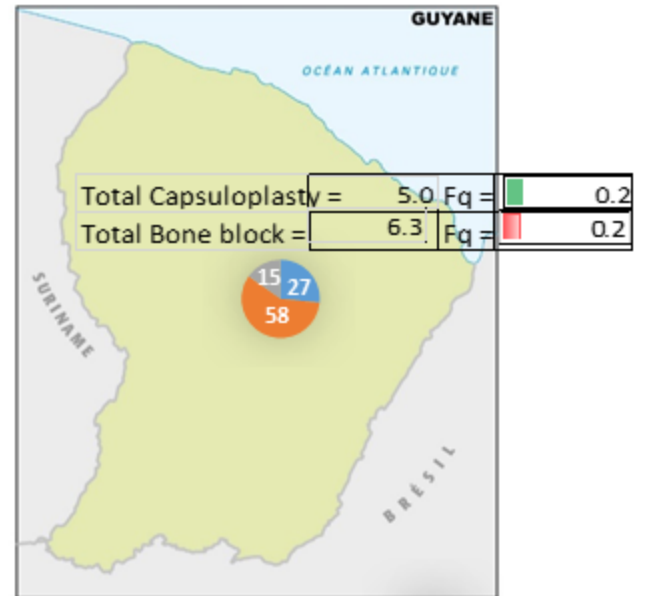 GUYANE
OCÉAN ATLANTIQUE
Total Capsuloplasty = 5.0 Fq = 0.2
Total Bone block = 6.3 Fq = 0.2
15 27
58
SURINAME
BRÉSIL